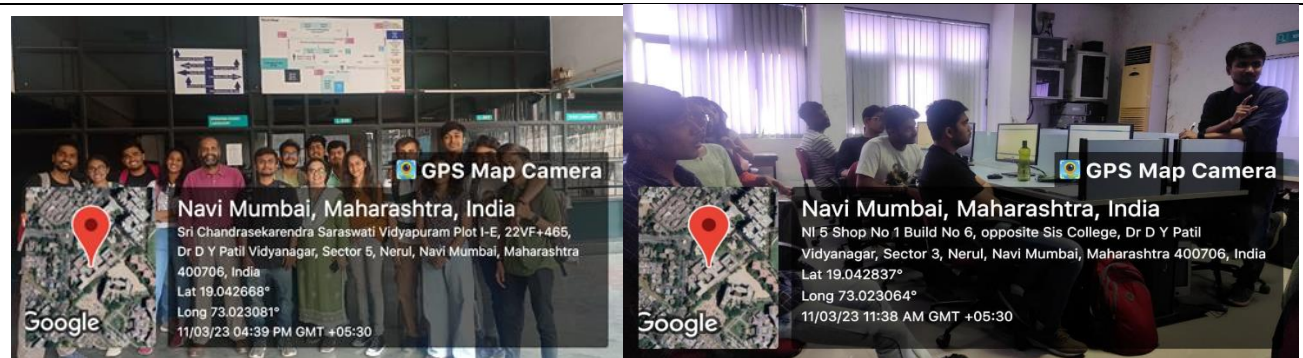 GPS Map Camera
Navi Mumbai, Maharashtra, India
Sri Chandrasekarendra Saraswati Vidyapuram Plot I-E, 22VF+465,
Dr D Y Patil Vidyanagar, Sector 5, Nerul, Navi Mumbai, Maharashtra
400706, India
Lat 19.042668°
Long 73.023081°
11/03/23 04:39 PM GMT +05:30
Google
GPS Map Camera
Navi Mumbai, Maharashtra, India
NI 5 Shop No 1 Build No 6, opposite Sis College, Dr D Y Patil
Vidyanagar, Sector 3, Nerul, Navi Mumbai, Maharashtra 400706, India
Lat 19.042837°
Long 73.023064°
11/03/23 11:38 AM GMT +05:30
Google